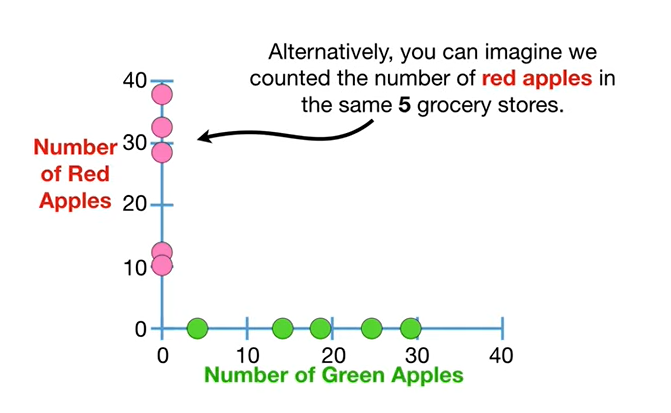 Alternatively, you can imagine we
counted the number of red apples in
the same 5 grocery stores.
40
30
20
10
0
Number
of Red
Apples
0 10 20 30 40
Number of Green Apples